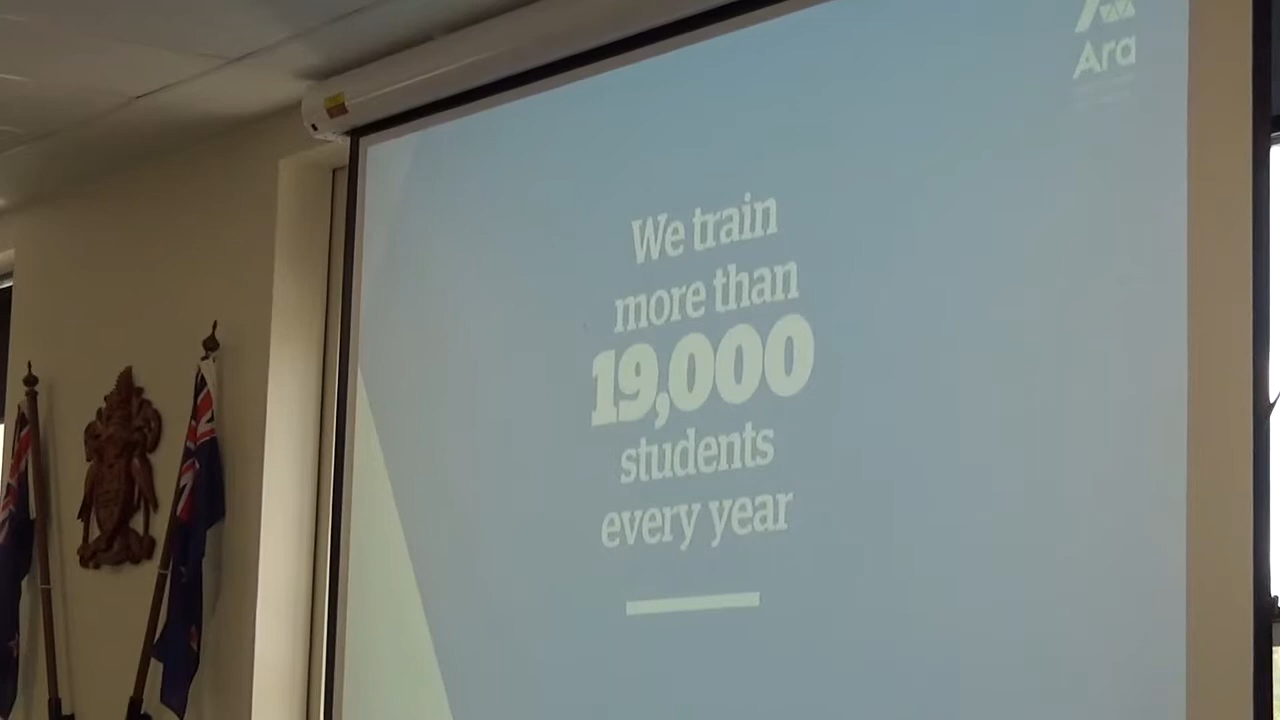 Ara
We train
more than
19,000
students
every year